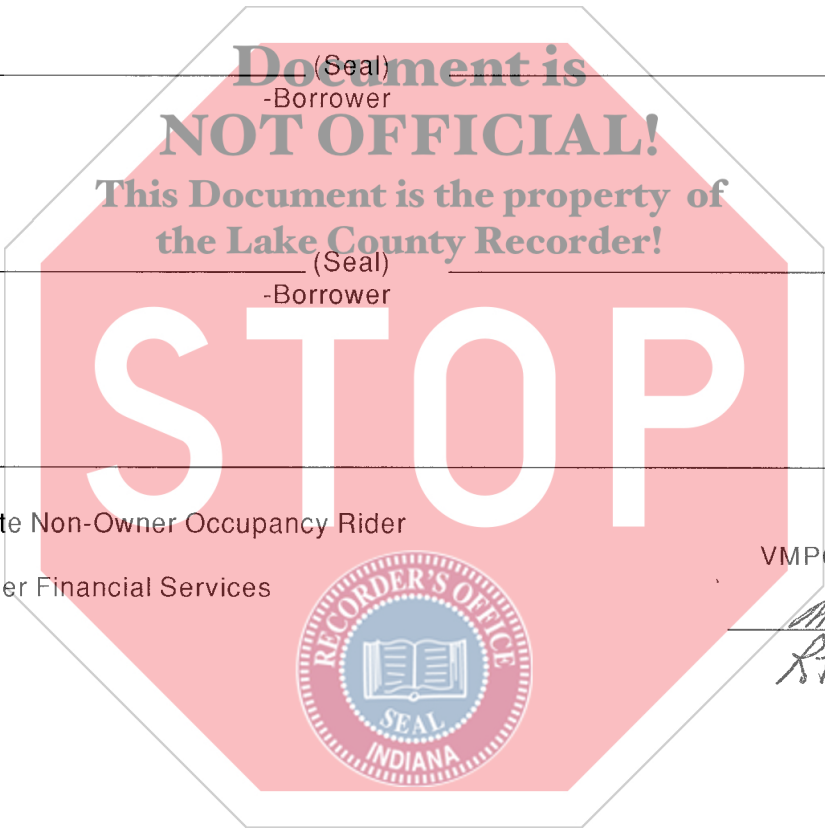 Document is
(Seal)
-Borrower
NOT OFFICIAL!
This Document is the property of
the Lake County Recorder!
(Seal)
-Borrower
STOP
te Non-Owner Occupancy Rider
VMP
er Financial Services
RECORDER'S OFFICE
SEAL
INDIANA